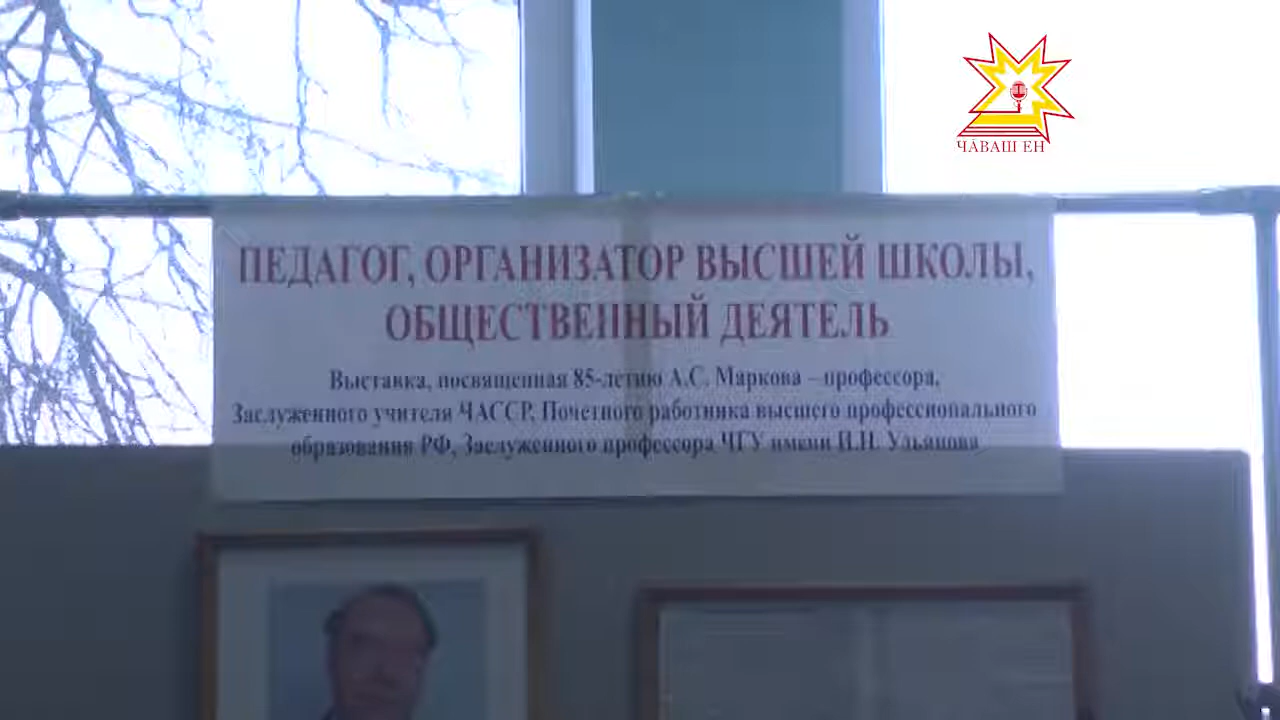 ЧӐВАШ ЕН
ПЕДАГОГ, ОРГАНИЗАТОР ВЫСШЕЙ ШКОЛЫ,
ОБЩЕСТВЕННЫЙ ДЕЯТЕЛЬ
Выставка, посвященная 85-летию А.С. Маркова – профессора,
Заслуженного учителя ЧАССР, Почетного работника высшего профессионального
образования РФ, Заслуженного профессора ЧГУ имени И.Н. Ульянова